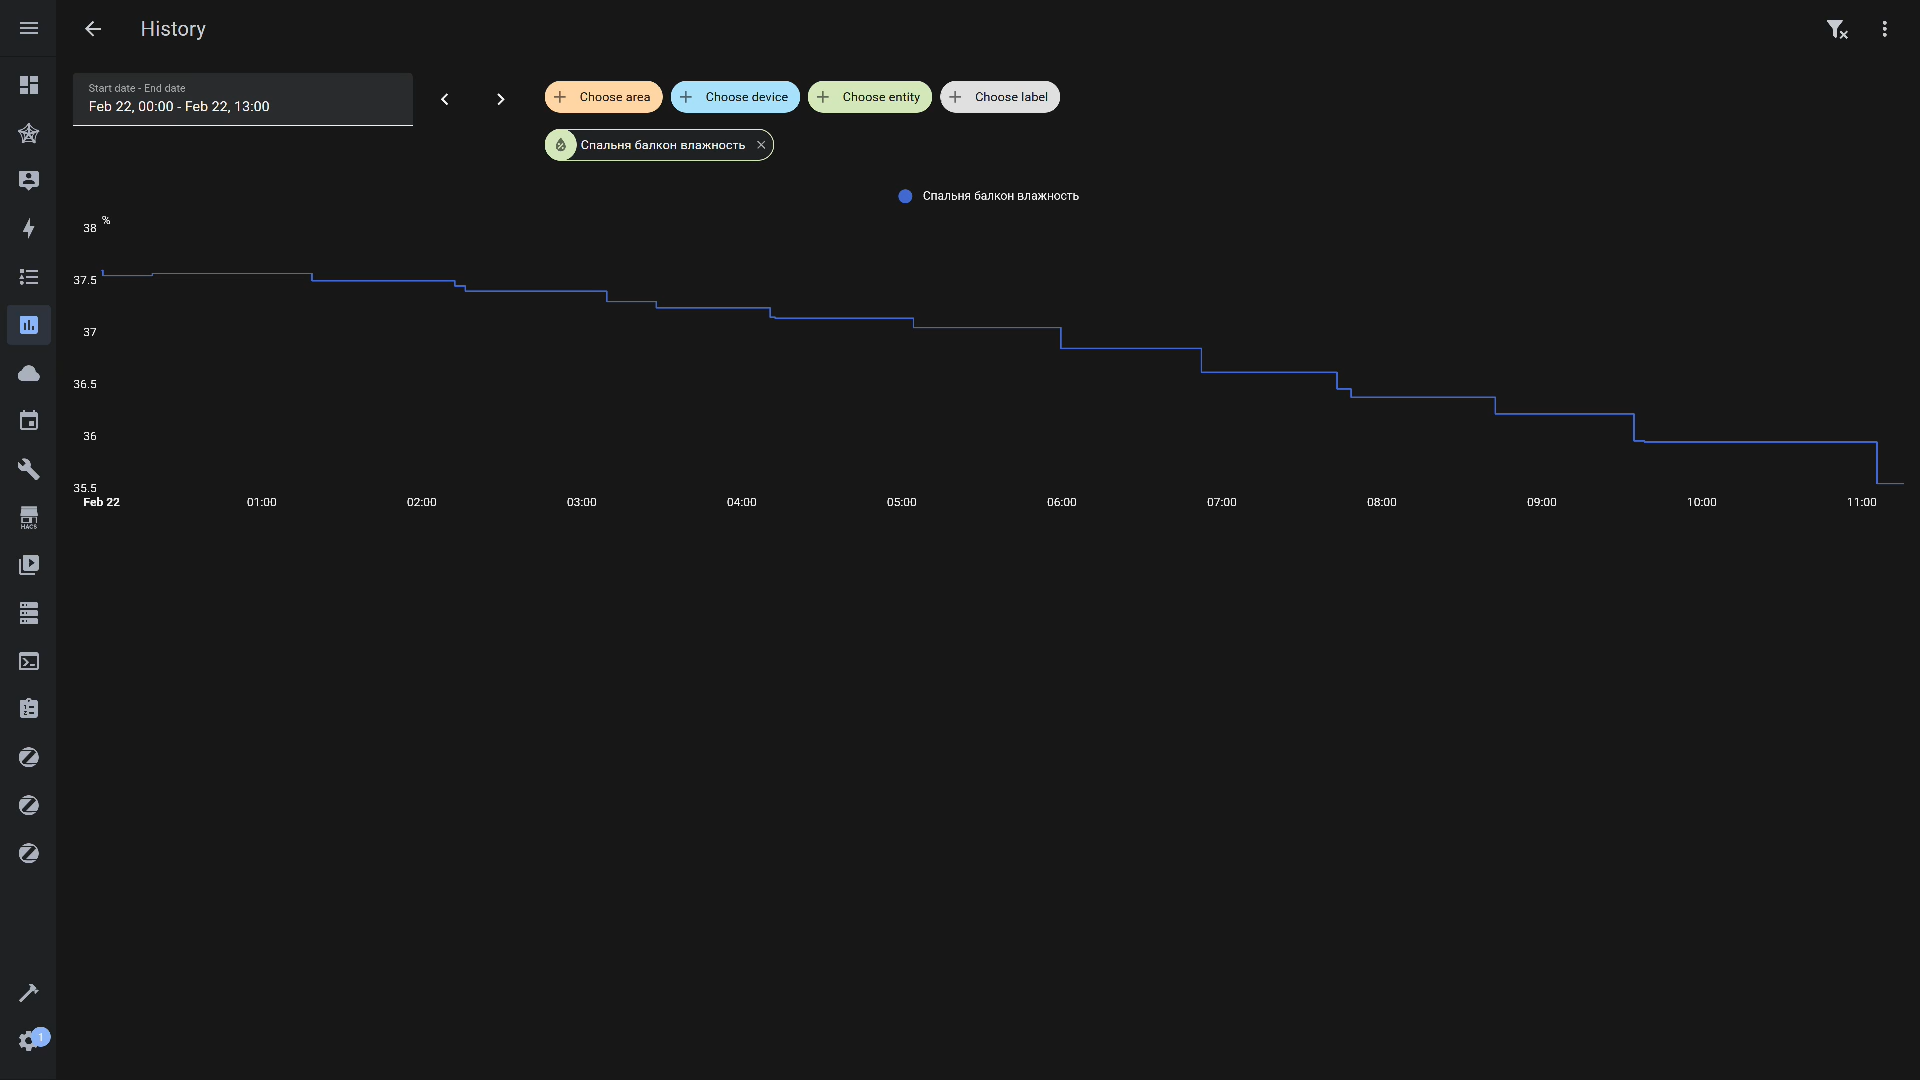 History
Start date - End date
Feb 22, 00:00 - Feb 22, 13:00
Choose area
Choose device
Choose entity
Choose label
Спальня балкон влажность
Спальня балкон влажность
%
38
37.5
37
36.5
36
35.5
Feb 22
01:00
02:00
03:00
04:00
05:00
06:00
07:00
08:00
09:00
10:00
11:00
HACS
1